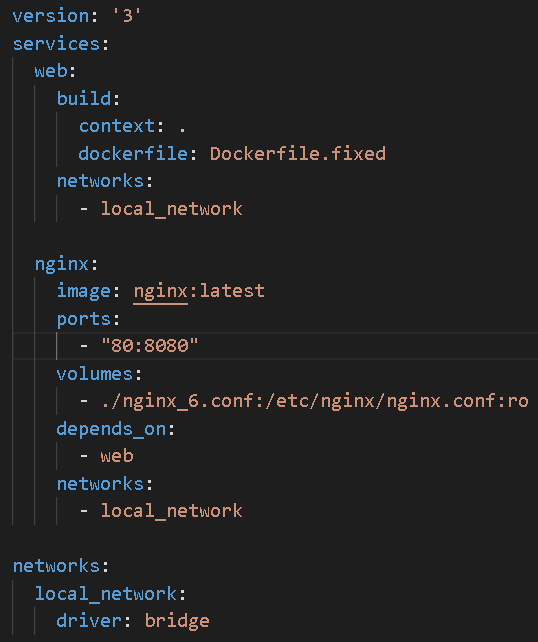 version: '3'
services:
  web:
    build:
      context: .
      dockerfile: Dockerfile.fixed
    networks:
      - local_network

  nginx:
    image: nginx:latest
    ports:
      - "80:8080"
    volumes:
      - ./nginx_6.conf:/etc/nginx/nginx.conf:ro
    depends_on:
      - web
    networks:
      - local_network

networks:
  local_network:
    driver: bridge